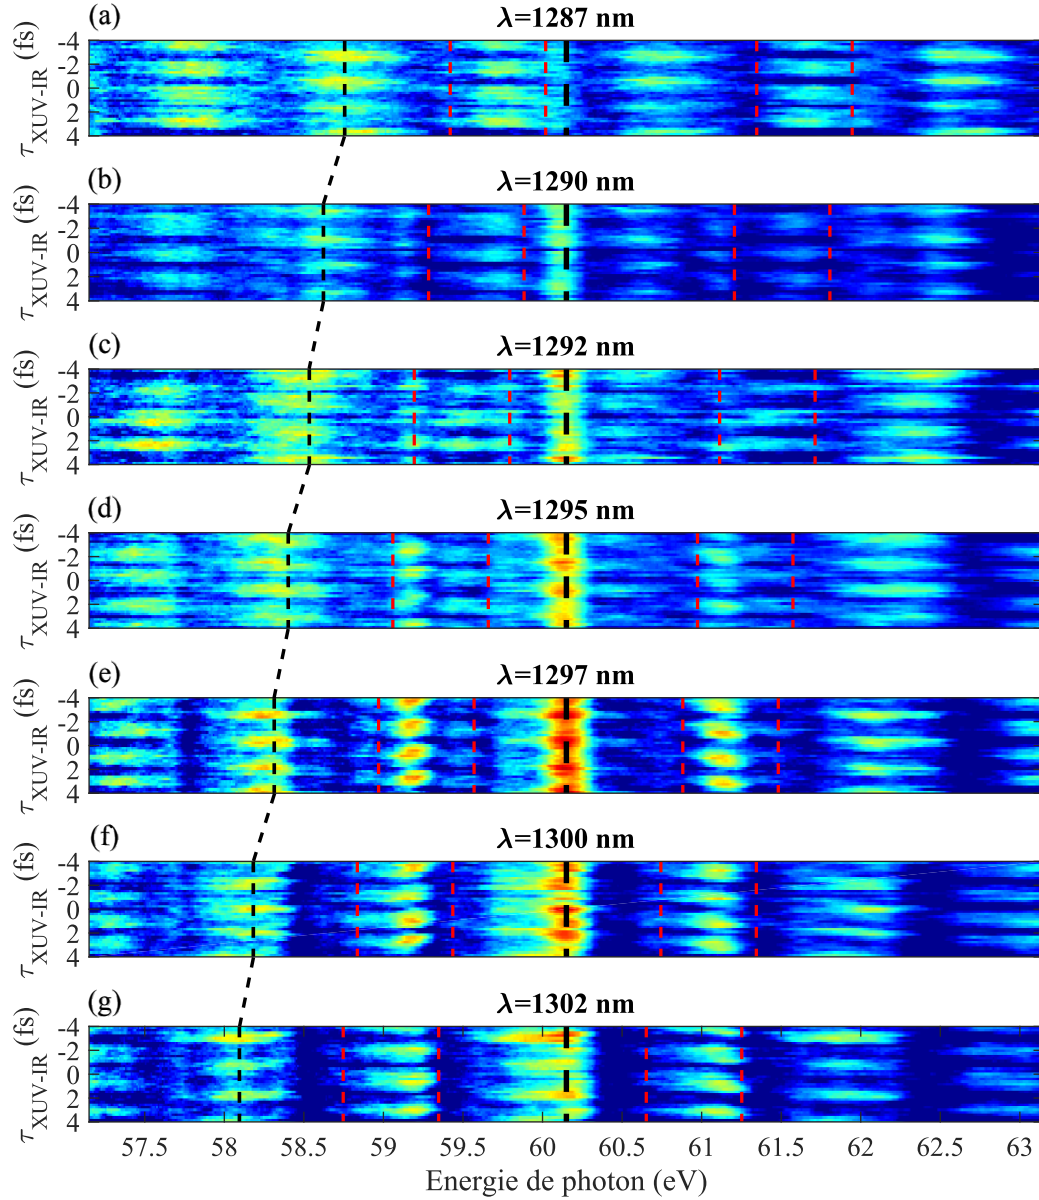 (a)
λ=1287 nm
τXUV-IR (fs)
-4
-2
0
2
4
(b)
λ=1290 nm
τXUV-IR (fs)
-4
-2
0
2
4
(c)
λ=1292 nm
τXUV-IR (fs)
-4
-2
0
2
4
(d)
λ=1295 nm
τXUV-IR (fs)
-4
-2
0
2
4
(e)
λ=1297 nm
τXUV-IR (fs)
-4
-2
0
2
4
(f)
λ=1300 nm
τXUV-IR (fs)
-4
-2
0
2
4
(g)
λ=1302 nm
τXUV-IR (fs)
-4
-2
0
2
4
57.5 58 58.5 59 59.5 60 60.5 61 61.5 62 62.5 63
Energie de photon (eV)